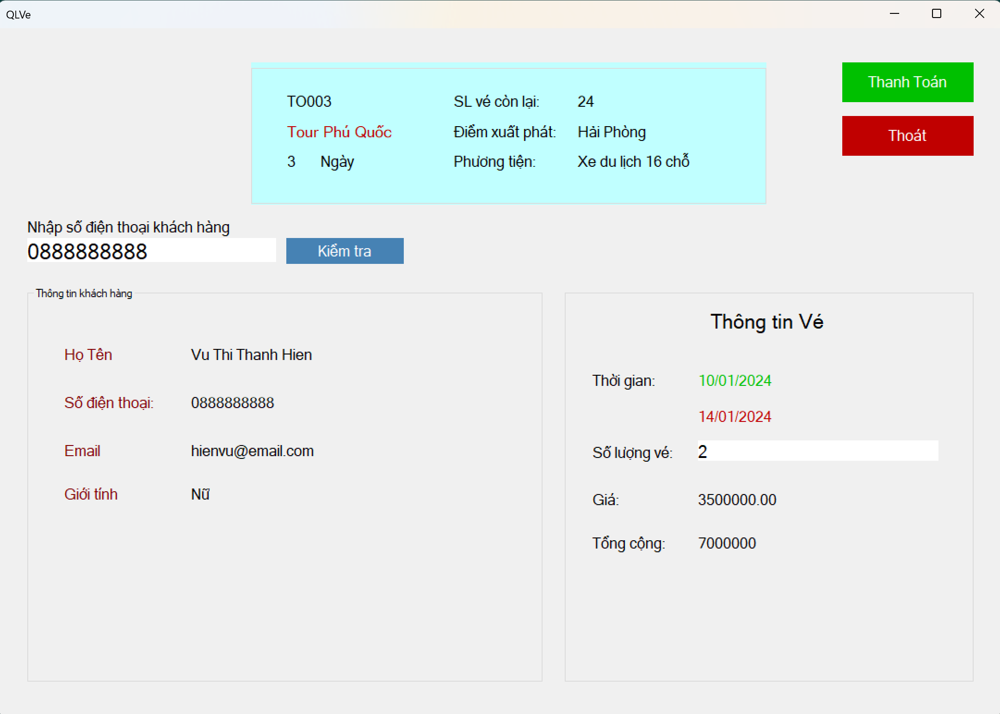 QLVe
TO003 SL vé còn lại: 24
Tour Phú Quốc Điểm xuất phát: Hải Phòng
3 Ngày Phương tiện: Xe du lịch 16 chỗ
Thanh Toán
Thoát
Nhập số điện thoại khách hàng
0888888888 Kiểm tra
Thông tin khách hàng
Họ Tên Vu Thi Thanh Hien
Số điện thoại: 0888888888
Email hienvu@email.com
Giới tính Nữ
Thông tin Vé
Thời gian: 10/01/2024
14/01/2024
Số lượng vé: 2
Giá: 3500000.00
Tổng cộng: 7000000